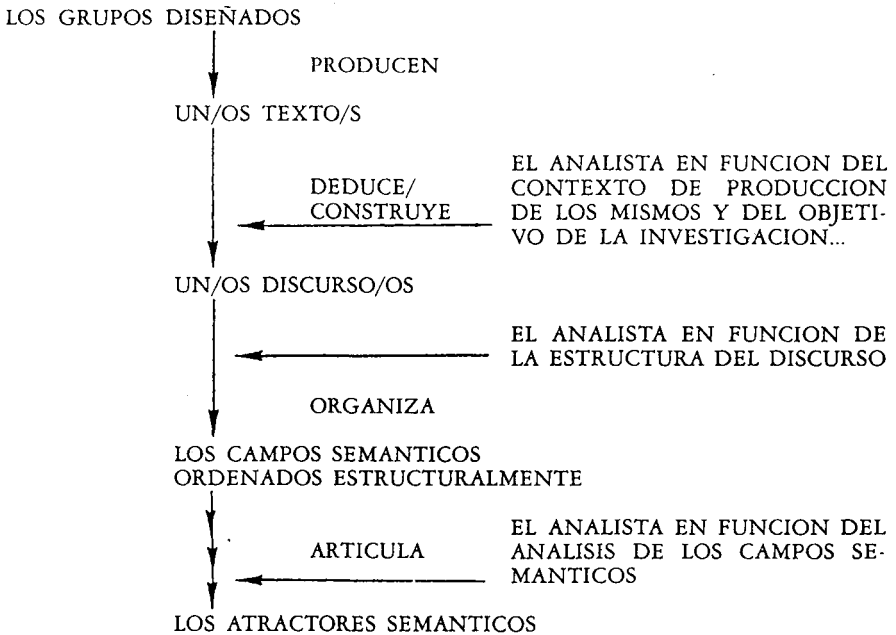 LOS GRUPOS DISEÑADOS
PRODUCEN
UN/OS TEXTO/S
DEDUCE/
CONSTRUYE
EL ANALISTA EN FUNCION DEL
CONTEXTO DE PRODUCCION
DE LOS MISMOS Y DEL OBJETI-
VO DE LA INVESTIGACION...
UN/OS DISCURSO/OS
EL ANALISTA EN FUNCION DE
LA ESTRUCTURA DEL DISCURSO
ORGANIZA
LOS CAMPOS SEMANTICOS
ORDENADOS ESTRUCTURALMENTE
ARTICULA
EL ANALISTA EN FUNCION DEL
ANALISIS DE LOS CAMPOS SE-
MANTICOS
LOS ATRACTORES SEMANTICOS